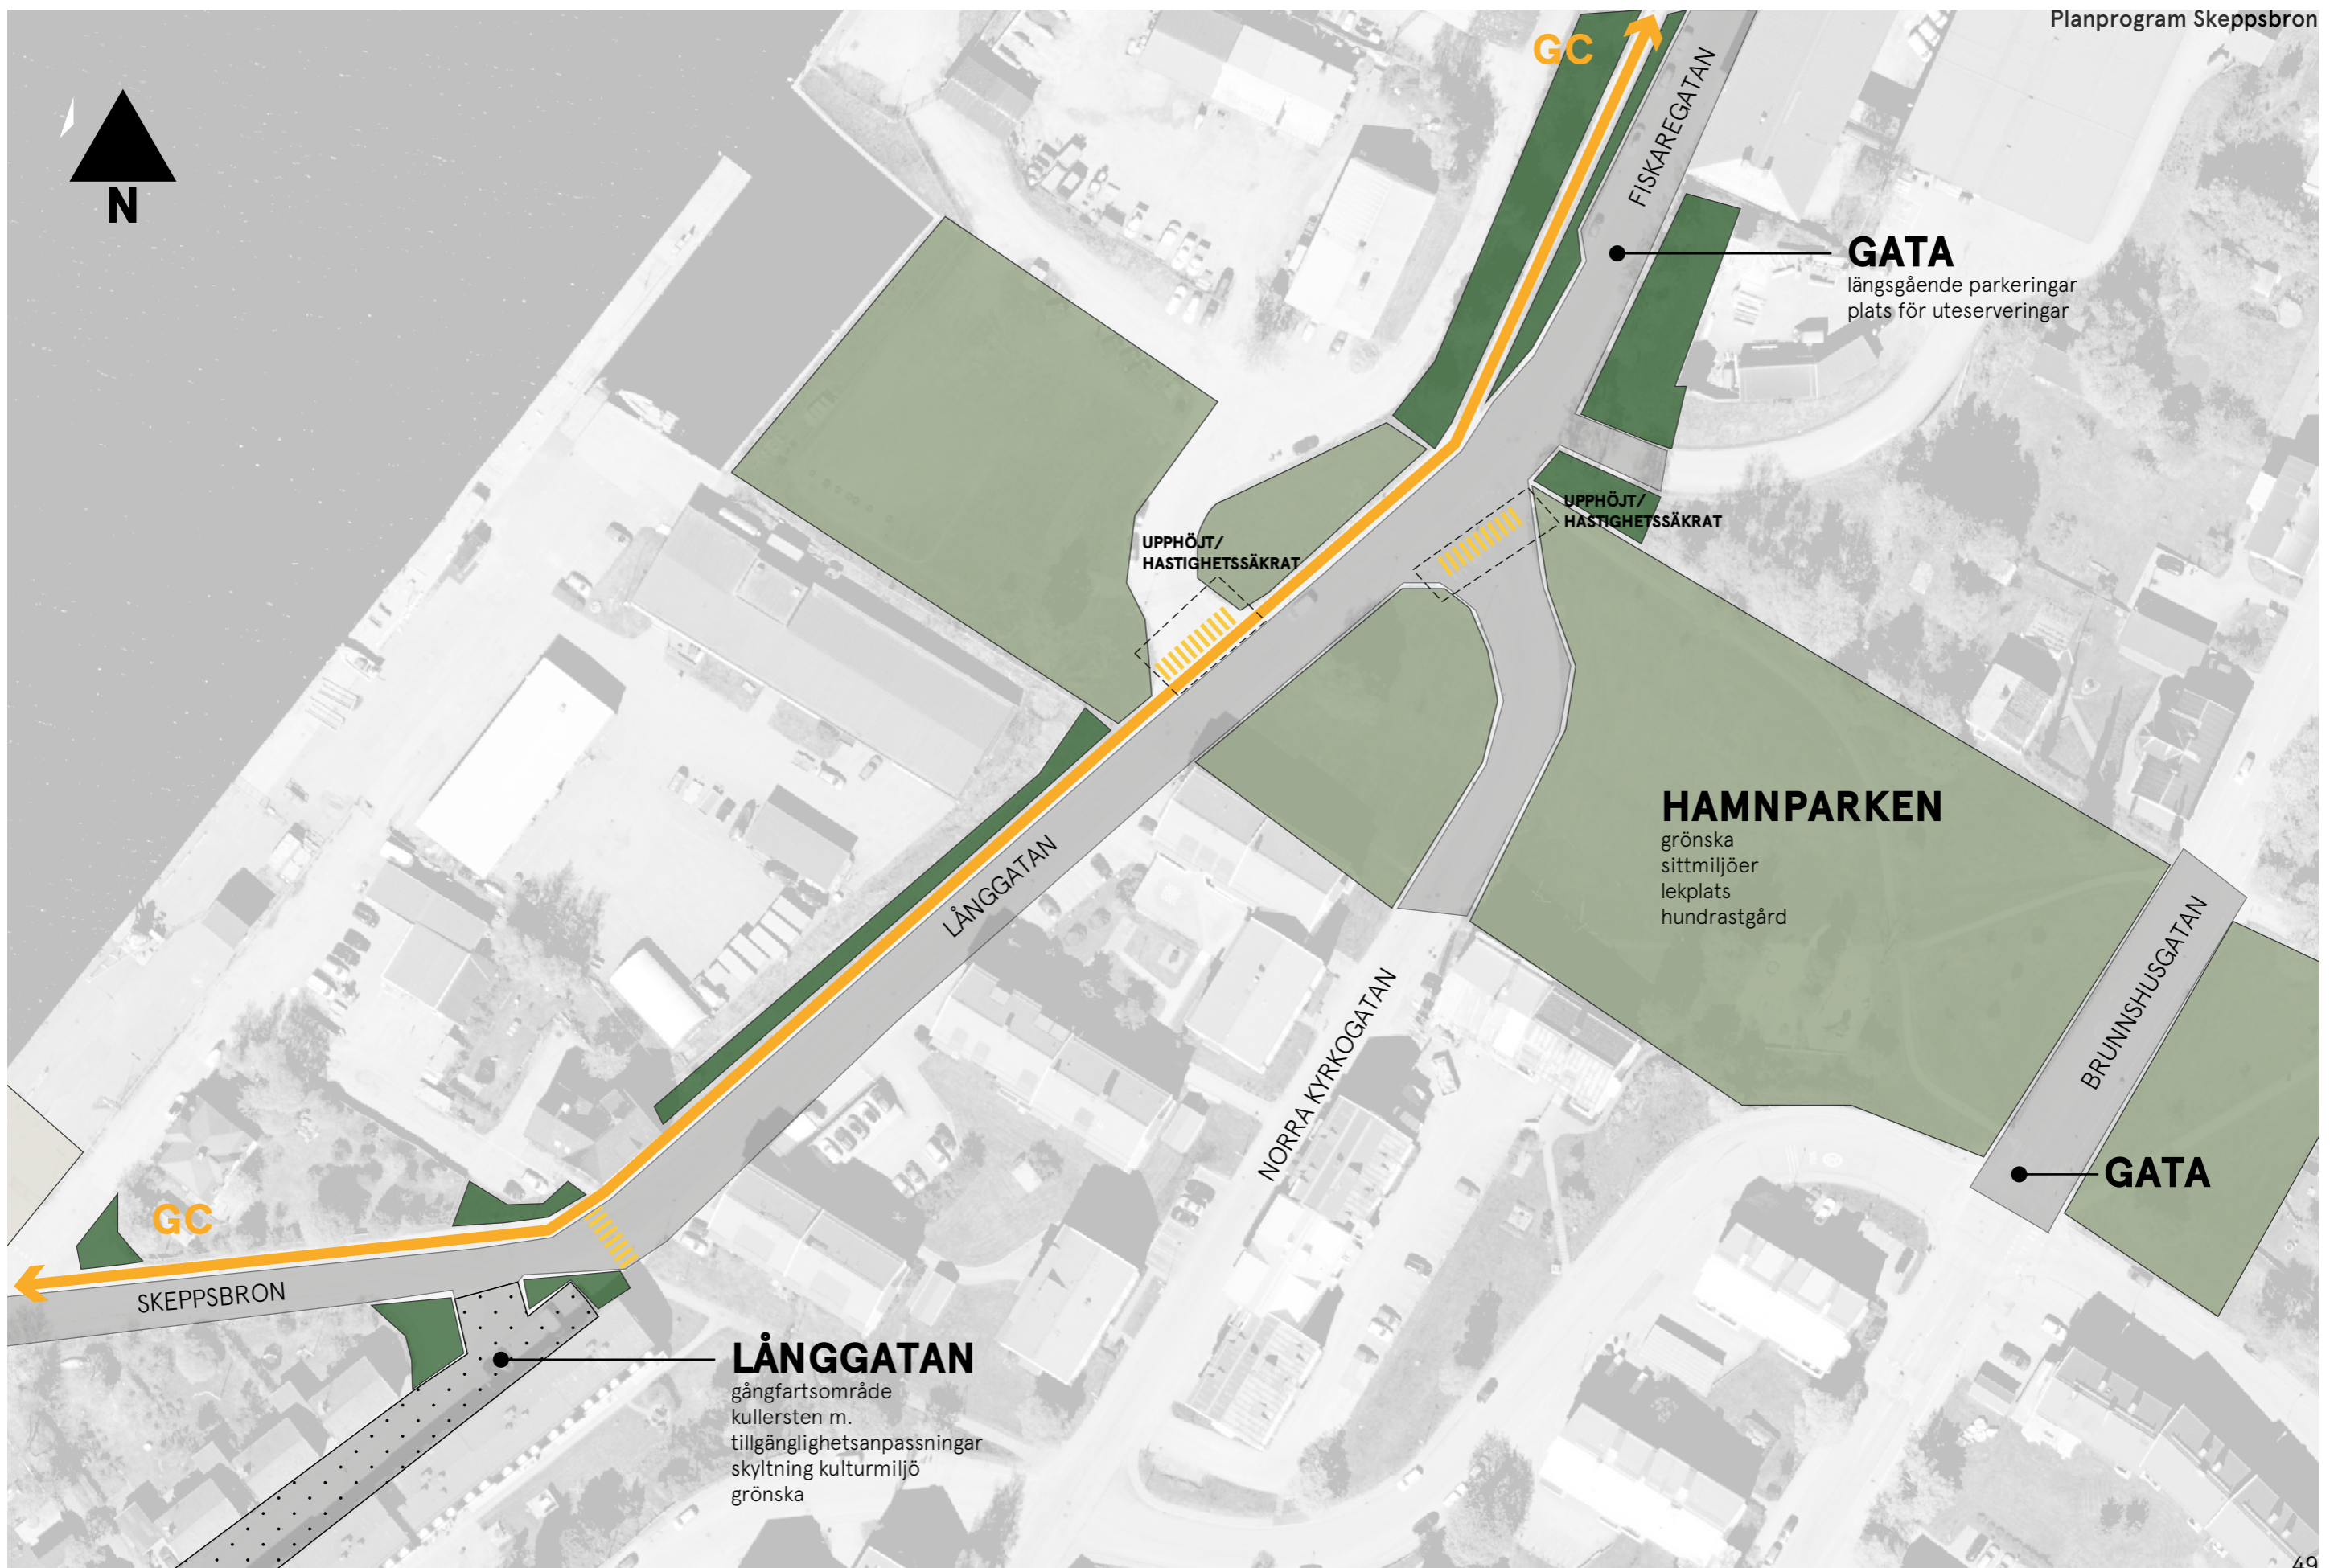 Planprogram Skeppsbron
GC
FISKAREGATAN
N
GATA
längsgående parkeringar
plats för uteserveringar
UPPHÖJT/
HASTIGHETSSÄKRAT
UPPHÖJT/
HASTIGHETSSÄKRAT
HAMNPARKEN
grönska
sittmiljöer
lekplats
hundrastgård
LÅNGGATAN
BRUNNSHUSGATAN
NORRA KYRKOGATAN
GATA
GC
SKEPPSBRON
LÅNGGATAN
gångfartsområde
kullersten m.
tillgänglighetsanpassningar
skyltning kulturmiljö
grönska
49